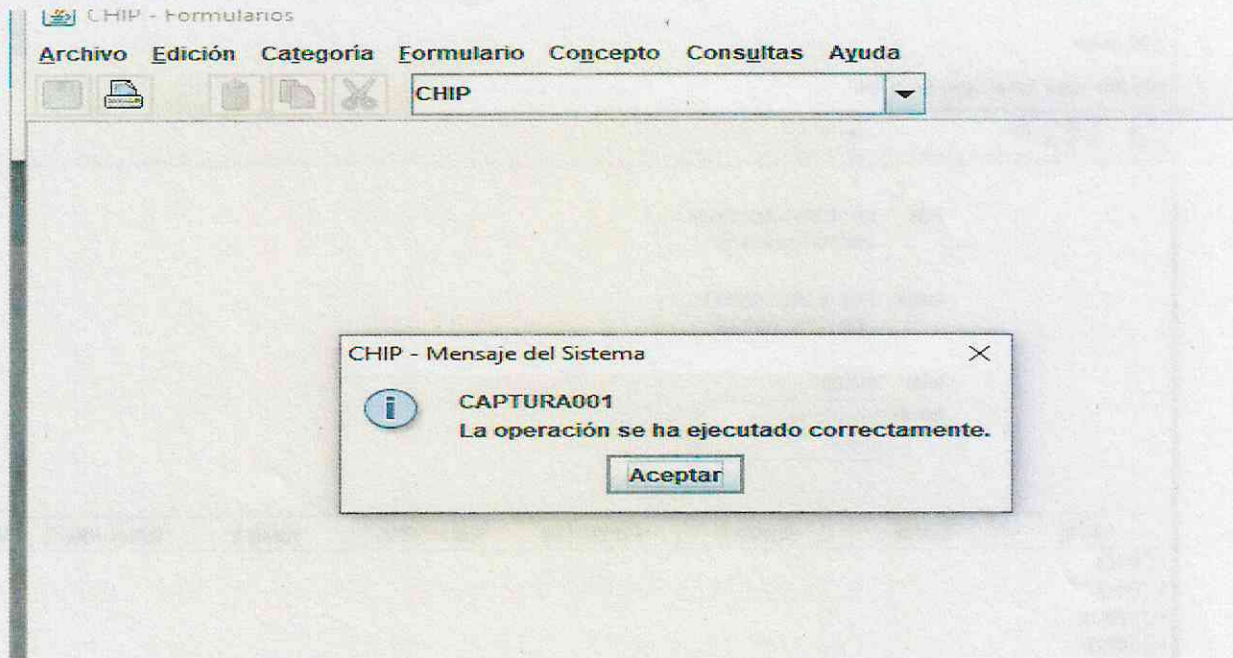 CHIP - Formularios
Archivo Edición Categoría Formulario Concepto Consultas Ayuda
CHIP
CHIP - Mensaje del Sistema
CAPTURA001
La operación se ha ejecutado correctamente.
Aceptar